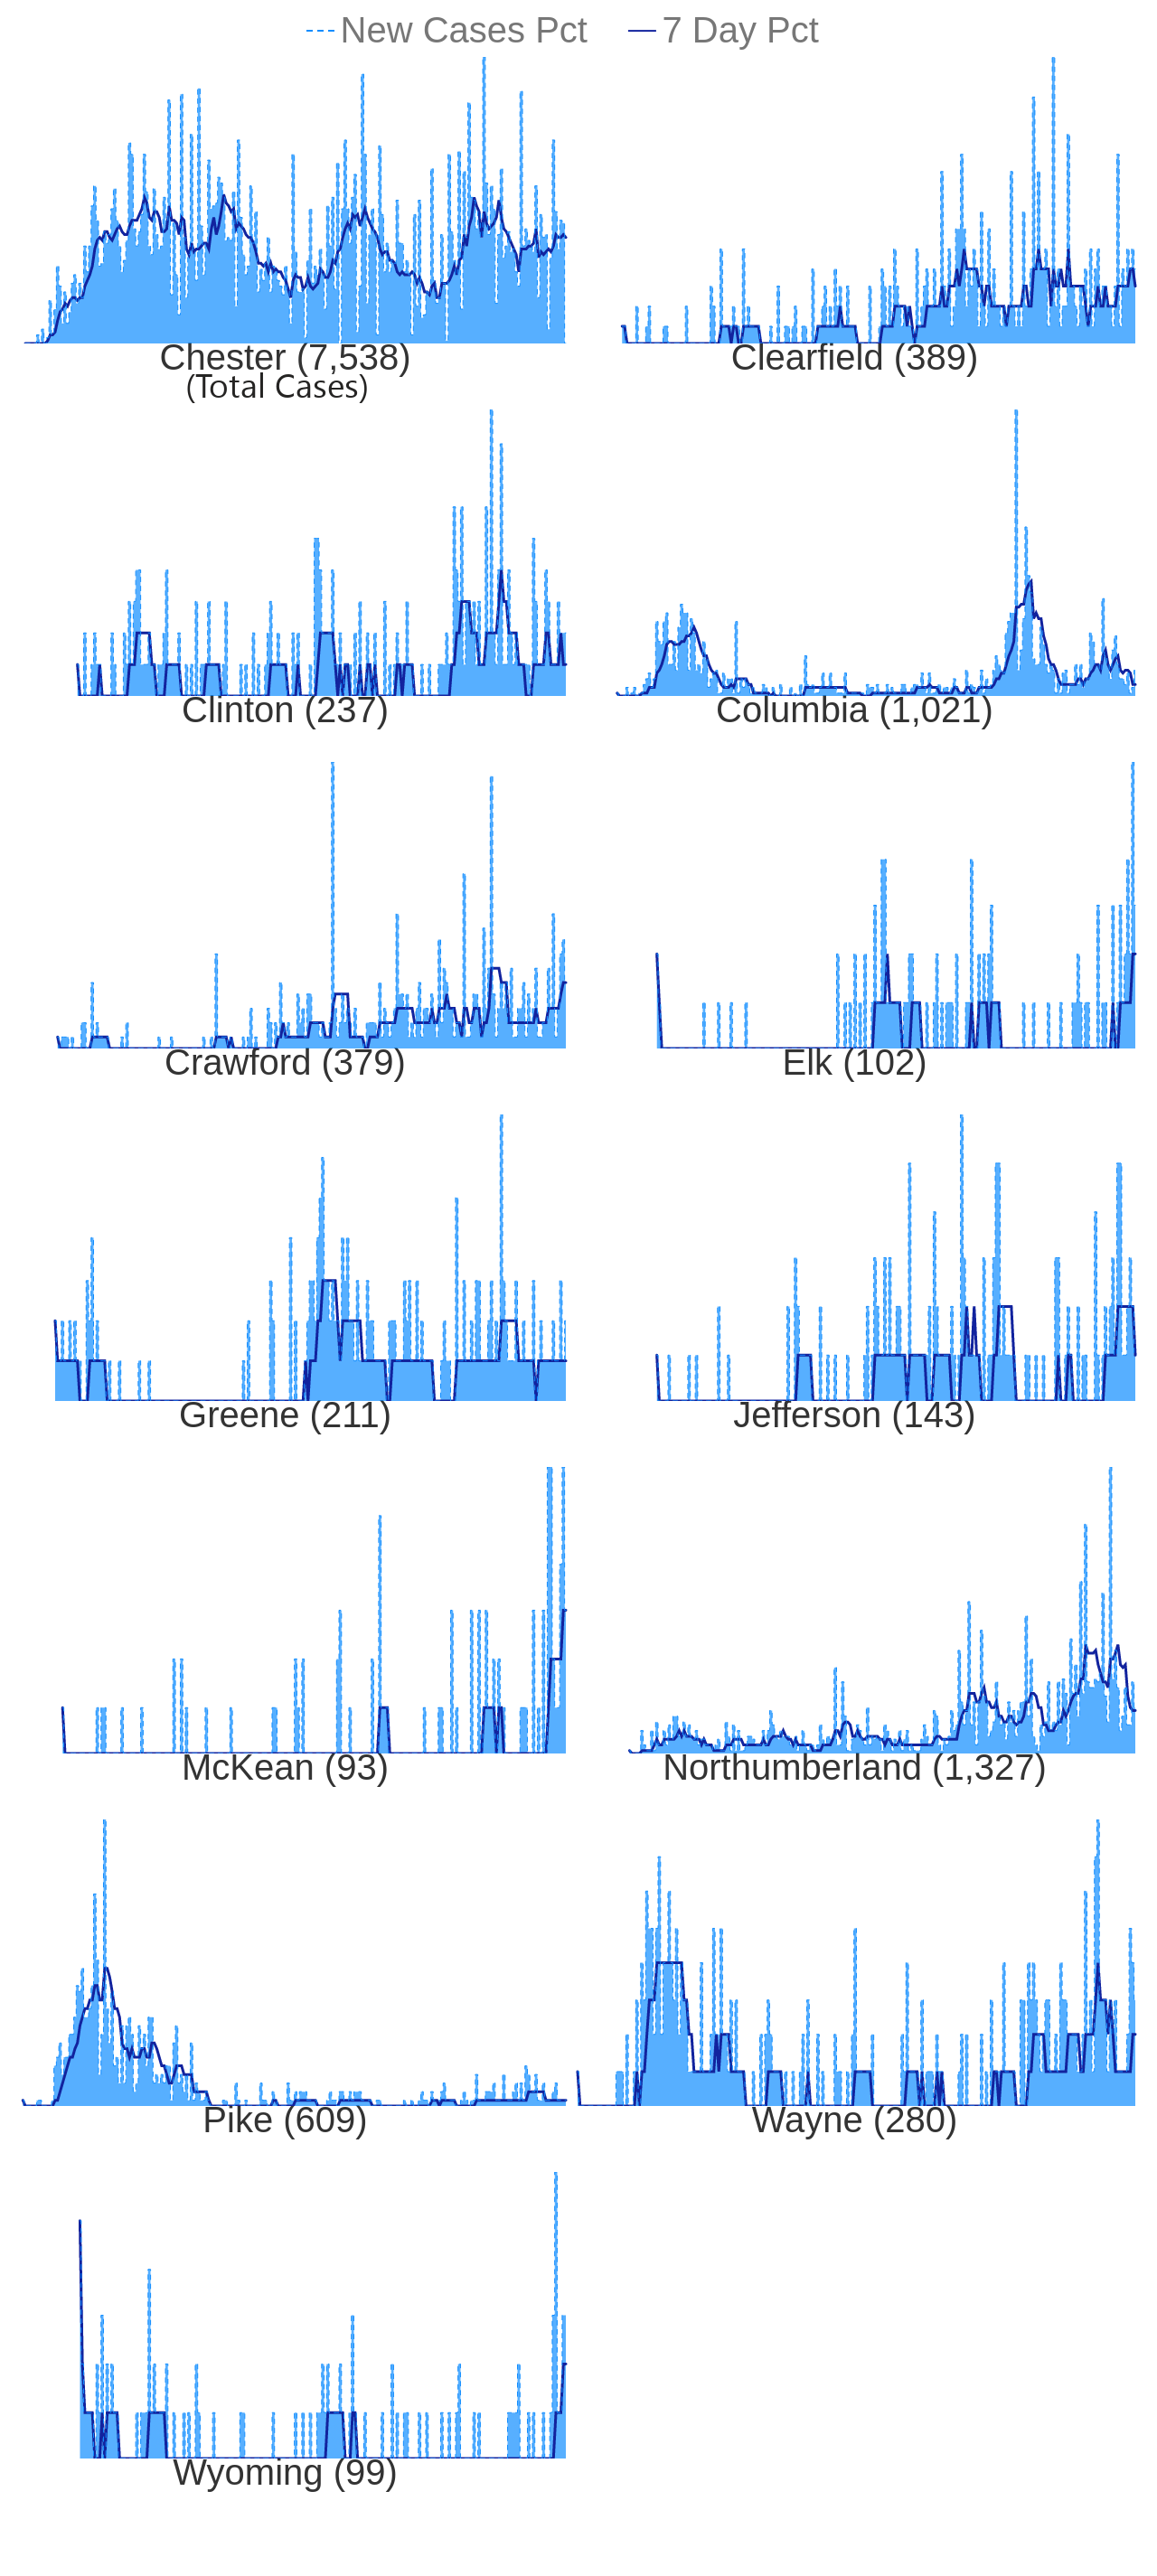 New Cases Pct 7 Day Pct
Chester (7,538) Clearfield (389)
(Total Cases)
Clinton (237) Columbia (1,021)
Crawford (379) Elk (102)
Greene (211) Jefferson (143)
McKean (93) Northumberland (1,327)
Pike (609) Wayne (280)
Wyoming (99)